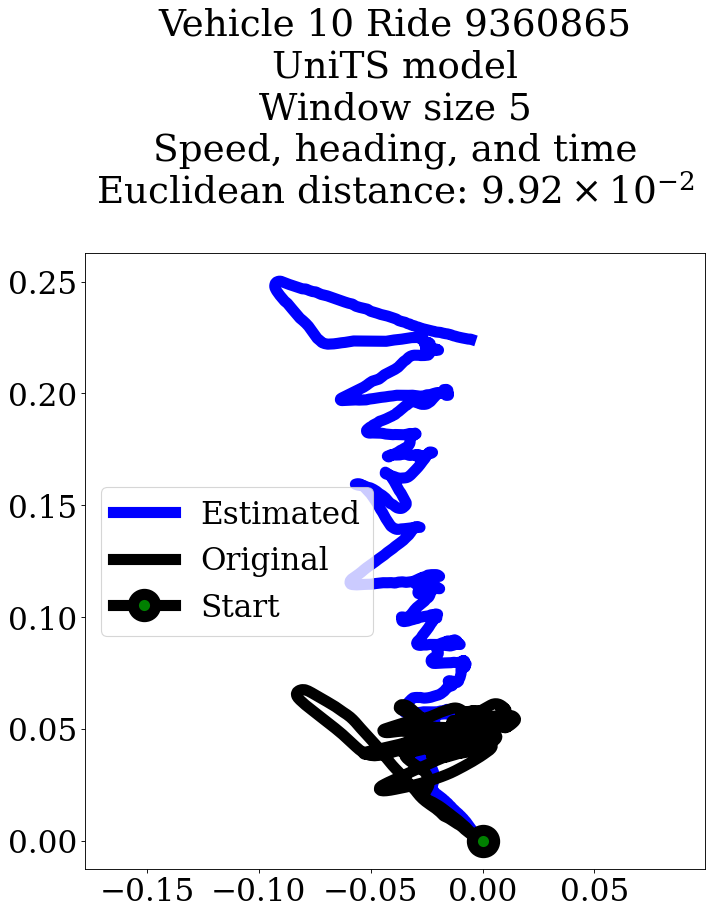 Vehicle 10 Ride 9360865
UniTS model
Window size 5
Speed, heading, and time
Euclidean distance: 9.92 × 10⁻²
0.25
0.20
0.15
0.10
0.05
0.00
Estimated
Original
Start
−0.15 −0.10 −0.05 0.00 0.05